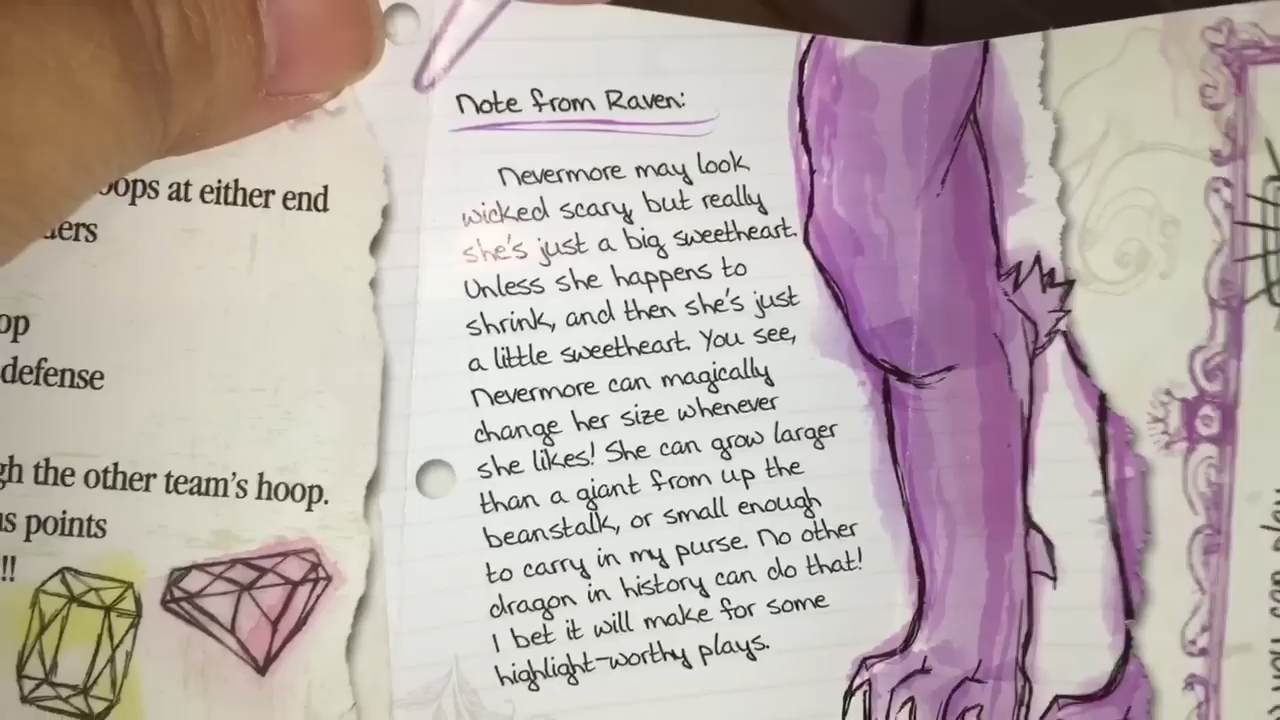 oops at either end
ders
op
defense
gh the other team's hoop.
us points
!!
Note from Raven:
Nevermore may look
wicked scary, but really
she's just a big sweetheart.
Unless she happens to
shrink, and then she's just
a little sweetheart. You see,
Nevermore can magically
change her size whenever
she likes! She can grow larger
than a giant from up the
beanstalk, or small enough
to carry in my purse. No other
dragon in history can do that!
I bet it will make for some
highlight-worthy plays.
you can